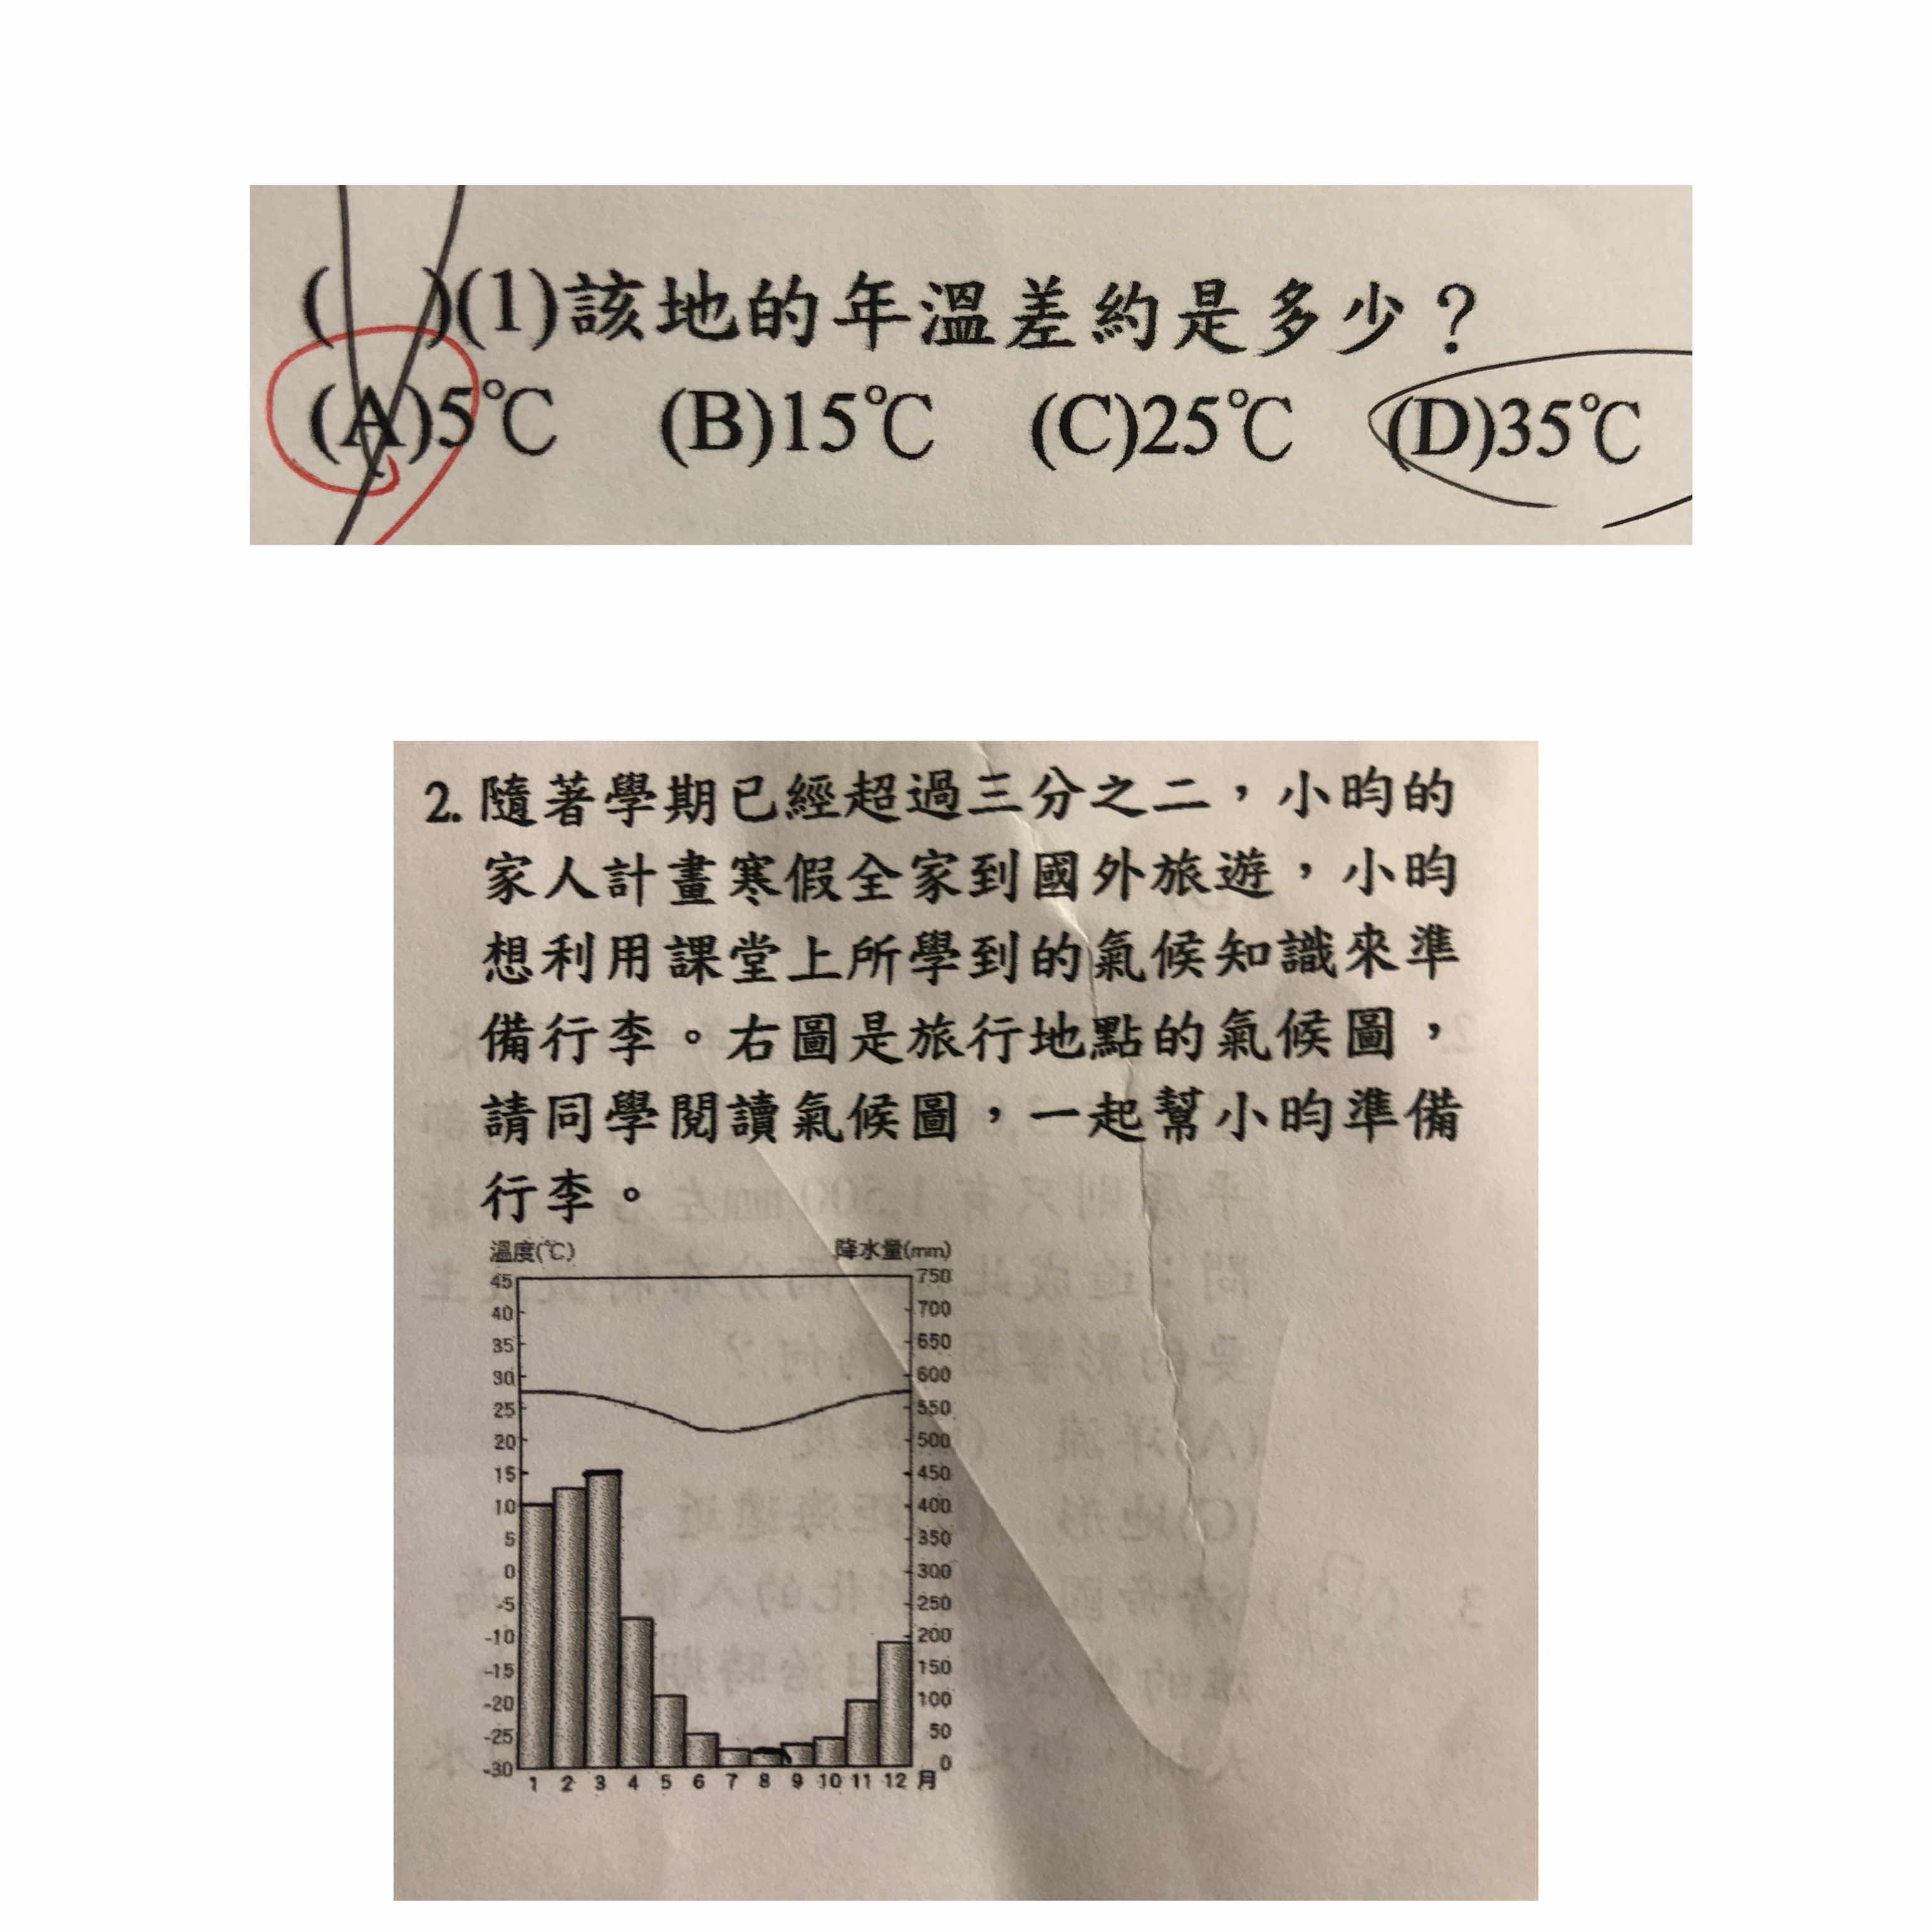 ( )(1)該地的年溫差約是多少？
(A)5℃ (B)15℃ (C)25℃ (D)35℃
2. 隨著學期已經超過三分之二，小昀的
家人計畫寒假全家到國外旅遊，小昀
想利用課堂上所學到的氣候知識來準
備行李。右圖是旅行地點的氣候圖，
請同學閱讀氣候圖，一起幫小昀準備
行李。
溫度(℃) 降水量(mm)
45 750
40 700
35 650
30 600
25 550
20 500
15 450
10 400
5 350
0 300
-5 250
-10 200
-15 150
-20 100
-25 50
-30 0
1 2 3 4 5 6 7 8 9 10 11 12 月